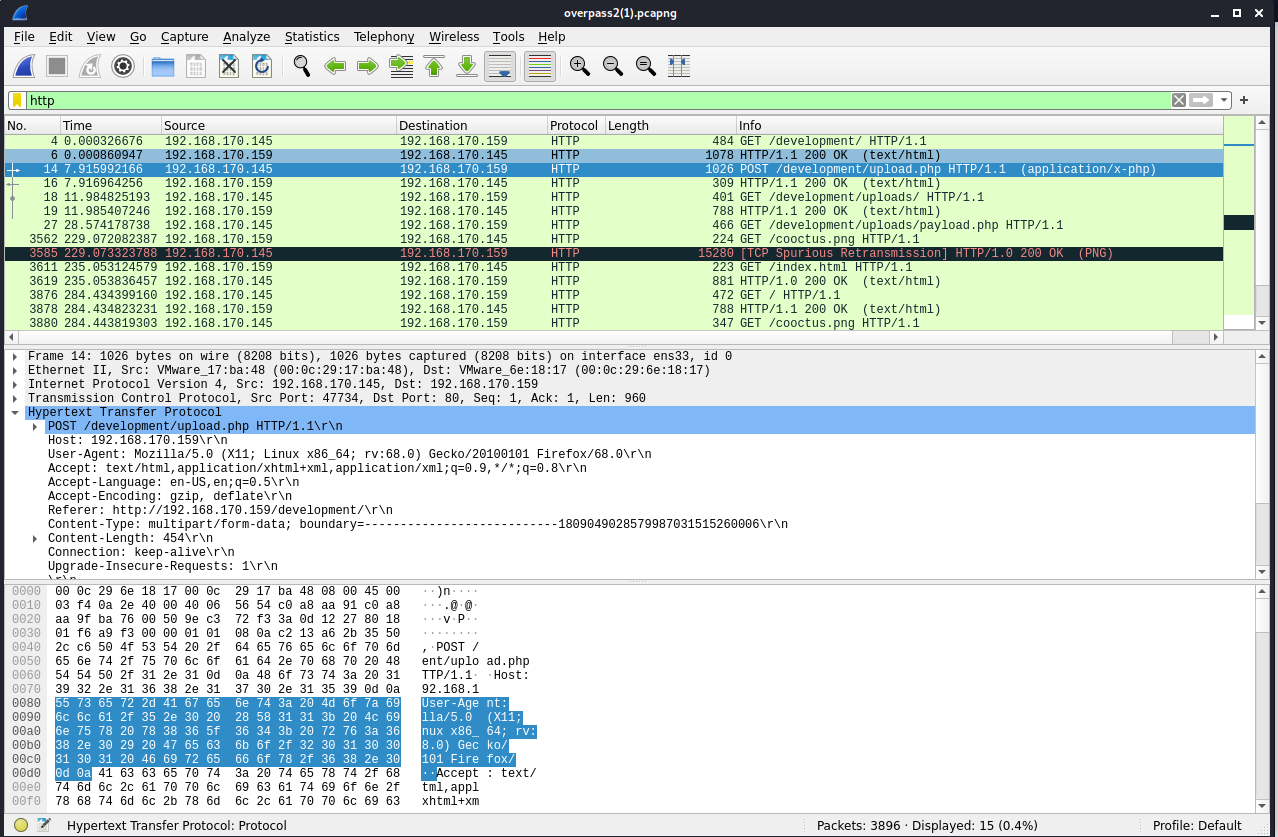 overpass2(1).pcapng
File Edit View Go Capture Analyze Statistics Telephony Wireless Tools Help
http
No. Time Source Destination Protocol Length Info
4 0.000326676 192.168.170.145 192.168.170.159 HTTP 484 GET /development/ HTTP/1.1
6 0.000860947 192.168.170.159 192.168.170.145 HTTP 1078 HTTP/1.1 200 OK (text/html)
14 7.915992166 192.168.170.145 192.168.170.159 HTTP 1026 POST /development/upload.php HTTP/1.1 (application/x-php)
16 7.916964256 192.168.170.159 192.168.170.145 HTTP 309 HTTP/1.1 200 OK (text/html)
18 11.984825193 192.168.170.145 192.168.170.159 HTTP 401 GET /development/uploads/ HTTP/1.1
19 11.985407246 192.168.170.159 192.168.170.145 HTTP 788 HTTP/1.1 200 OK (text/html)
27 28.574178738 192.168.170.145 192.168.170.159 HTTP 466 GET /development/uploads/payload.php HTTP/1.1
3562 229.072082387 192.168.170.159 192.168.170.145 HTTP 224 GET /cooctus.png HTTP/1.1
3585 229.073323788 192.168.170.145 192.168.170.159 HTTP 15280 [TCP Spurious Retransmission] HTTP/1.0 200 OK (PNG)
3611 235.053124579 192.168.170.159 192.168.170.145 HTTP 223 GET /index.html HTTP/1.1
3619 235.053836457 192.168.170.145 192.168.170.159 HTTP 881 HTTP/1.0 200 OK (text/html)
3876 284.434399160 192.168.170.145 192.168.170.159 HTTP 472 GET / HTTP/1.1
3878 284.434823231 192.168.170.159 192.168.170.145 HTTP 788 HTTP/1.1 200 OK (text/html)
3880 284.443819303 192.168.170.145 192.168.170.159 HTTP 347 GET /cooctus.png HTTP/1.1
Frame 14: 1026 bytes on wire (8208 bits), 1026 bytes captured (8208 bits) on interface ens33, id 0
Ethernet II, Src: VMware_17:ba:48 (00:0c:29:17:ba:48), Dst: VMware_6e:18:17 (00:0c:29:6e:18:17)
Internet Protocol Version 4, Src: 192.168.170.145, Dst: 192.168.170.159
Transmission Control Protocol, Src Port: 47734, Dst Port: 80, Seq: 1, Ack: 1, Len: 960
Hypertext Transfer Protocol
POST /development/upload.php HTTP/1.1\r\n
Host: 192.168.170.159\r\n
User-Agent: Mozilla/5.0 (X11; Linux x86_64; rv:68.0) Gecko/20100101 Firefox/68.0\r\n
Accept: text/html,application/xhtml+xml,application/xml;q=0.9,*/*;q=0.8\r\n
Accept-Language: en-US,en;q=0.5\r\n
Accept-Encoding: gzip, deflate\r\n
Referer: http://192.168.170.159/development/\r\n
Content-Type: multipart/form-data; boundary=---------------------------1809049028579987031515260006\r\n
Content-Length: 454\r\n
Connection: keep-alive\r\n
Upgrade-Insecure-Requests: 1\r\n
\r\n
0000 00 0c 29 6e 18 17 00 0c 29 17 ba 48 08 00 45 00 ··)n····
0010 03 f4 0a 2e 40 00 40 06 56 54 c0 a8 aa 91 c0 a8 ···.@·@·
0020 aa 9f ba 76 00 50 9e c3 72 f3 3a 0d 12 27 80 18 ···v·P··
0030 01 f6 a9 f3 00 00 01 01 08 0a c2 13 a6 2b 35 50 ········
0040 2c c6 50 4f 53 54 20 2f 64 65 76 65 6c 6f 70 6d ,·POST /
0050 65 6e 74 2f 75 70 6c 6f 61 64 2e 70 68 70 20 48 ent/uplo ad.php
0060 54 54 50 2f 31 2e 31 0d 0a 48 6f 73 74 3a 20 31 TTP/1.1· ·Host:
0070 39 32 2e 31 36 38 2e 31 37 30 2e 31 35 39 0d 0a 92.168.1
0080 55 73 65 72 2d 41 67 65 6e 74 3a 20 4d 6f 7a 69 User-Age nt:
0090 6c 6c 61 2f 35 2e 30 20 28 58 31 31 3b 20 4c 69 lla/5.0 (X11;
00a0 6e 75 78 20 78 38 36 5f 36 34 3b 20 72 76 3a 36 nux x86_ 64; rv:
00b0 38 2e 30 29 20 47 65 63 6b 6f 2f 32 30 31 30 30 8.0) Gec ko/
00c0 31 30 31 20 46 69 72 65 66 6f 78 2f 36 38 2e 30 101 Fire fox/
00d0 0d 0a 41 63 63 65 70 74 3a 20 74 65 78 74 2f 68 ··Accept : text/
00e0 74 6d 6c 2c 61 70 70 6c 69 63 61 74 69 6f 6e 2f tml,appl
00f0 78 68 74 6d 6c 2b 78 6d 6c 2c 61 70 70 6c 69 63 xhtml+xm
Hypertext Transfer Protocol: Protocol Packets: 3896 · Displayed: 15 (0.4%) Profile: Default